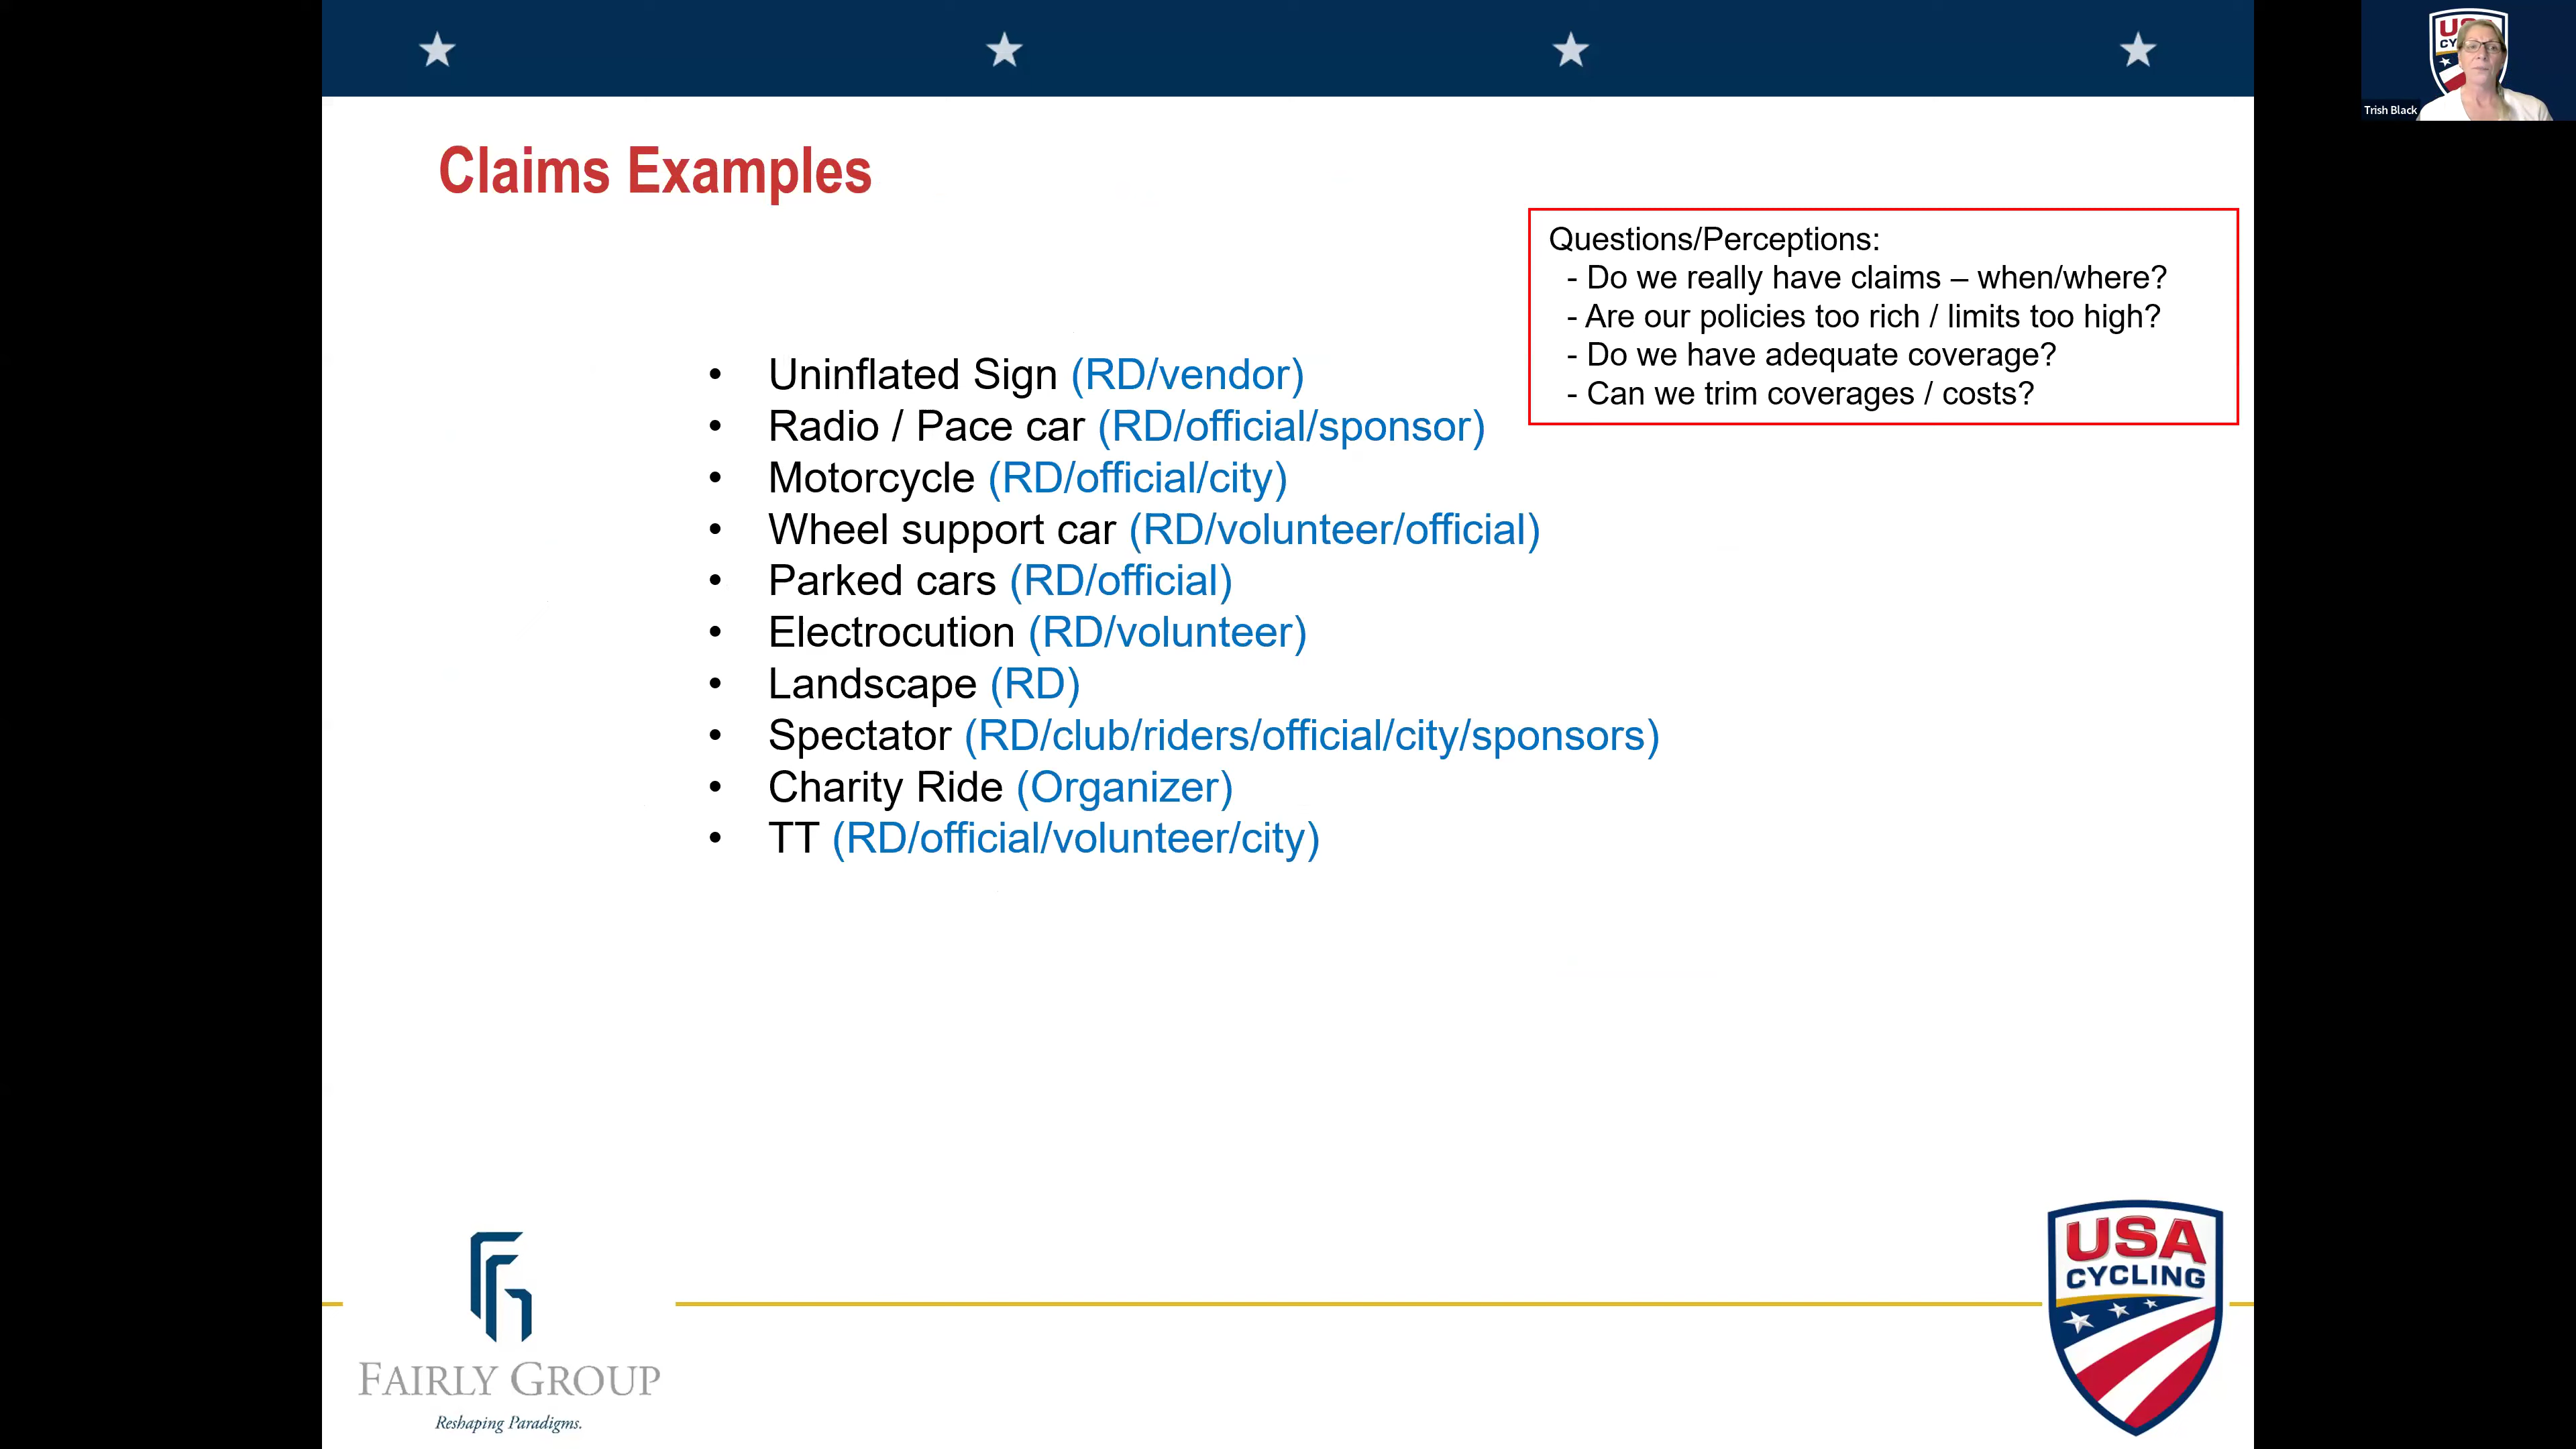 Claims Examples
Questions/Perceptions:
- Do we really have claims – when/where?
- Are our policies too rich / limits too high?
- Do we have adequate coverage?
- Can we trim coverages / costs?
• Uninflated Sign (RD/vendor)
• Radio / Pace car (RD/official/sponsor)
• Motorcycle (RD/official/city)
• Wheel support car (RD/volunteer/official)
• Parked cars (RD/official)
• Electrocution (RD/volunteer)
• Landscape (RD)
• Spectator (RD/club/riders/official/city/sponsors)
• Charity Ride (Organizer)
• TT (RD/official/volunteer/city)
FAIRLY GROUP
Reshaping Paradigms.
USA
CYCLING
Trish Black